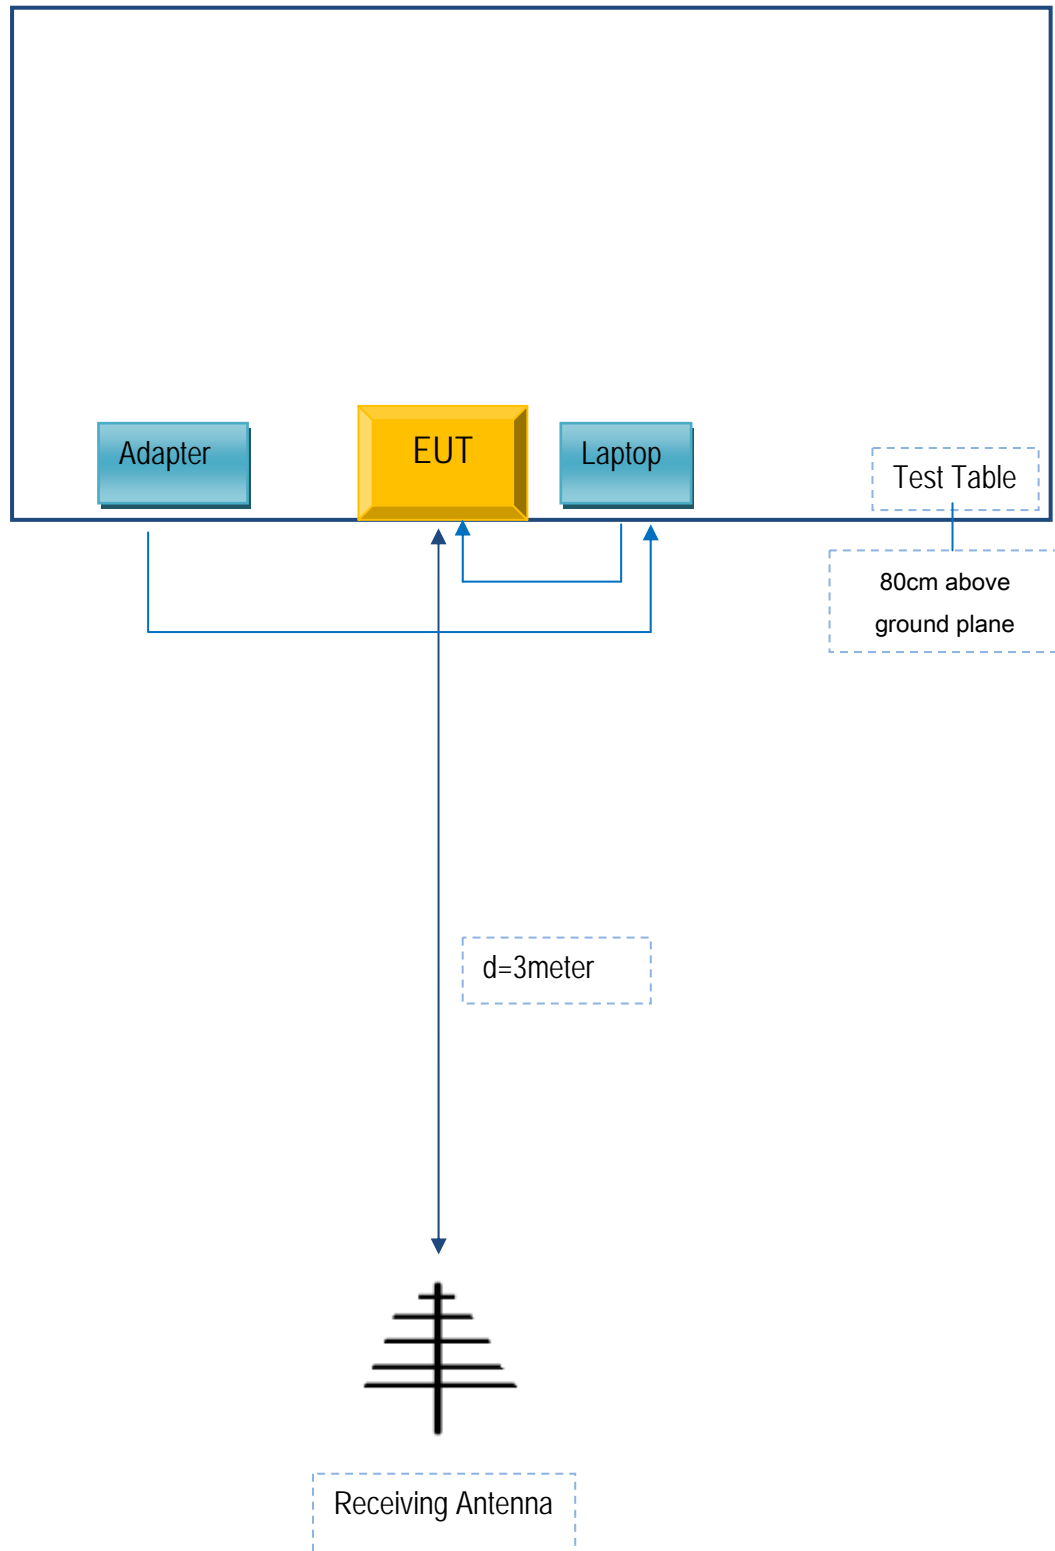 Adapter
EUT
Laptop
Test Table
80cm above
ground plane
d=3meter
Receiving Antenna